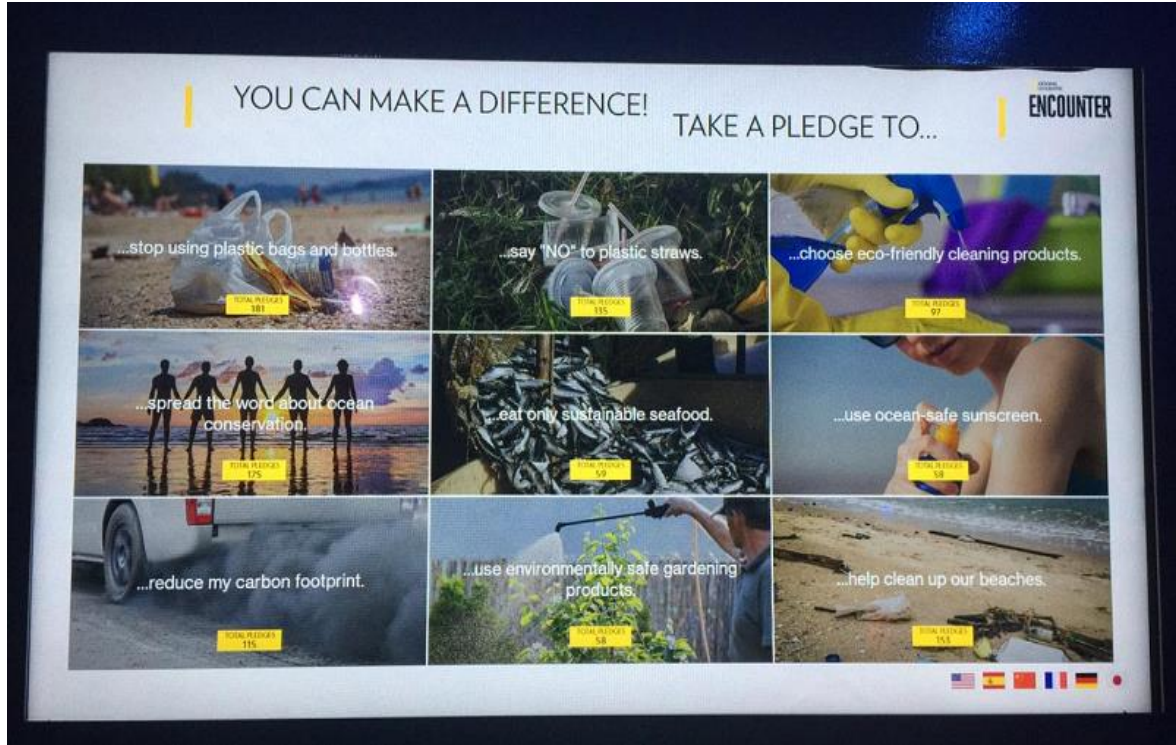 YOU CAN MAKE A DIFFERENCE!
TAKE A PLEDGE TO...
NATIONAL
GEOGRAPHIC
ENCOUNTER
...stop using plastic bags and bottles.
TOTAL PLEDGES
181
...say "NO" to plastic straws.
TOTAL PLEDGES
135
...choose eco-friendly cleaning products.
TOTAL PLEDGES
97
...spread the word about ocean
conservation.
TOTAL PLEDGES
175
...eat only sustainable seafood.
TOTAL PLEDGES
59
...use ocean-safe sunscreen.
TOTAL PLEDGES
58
...reduce my carbon footprint.
TOTAL PLEDGES
115
...use environmentally safe gardening
products.
TOTAL PLEDGES
58
...help clean up our beaches.
TOTAL PLEDGES
153